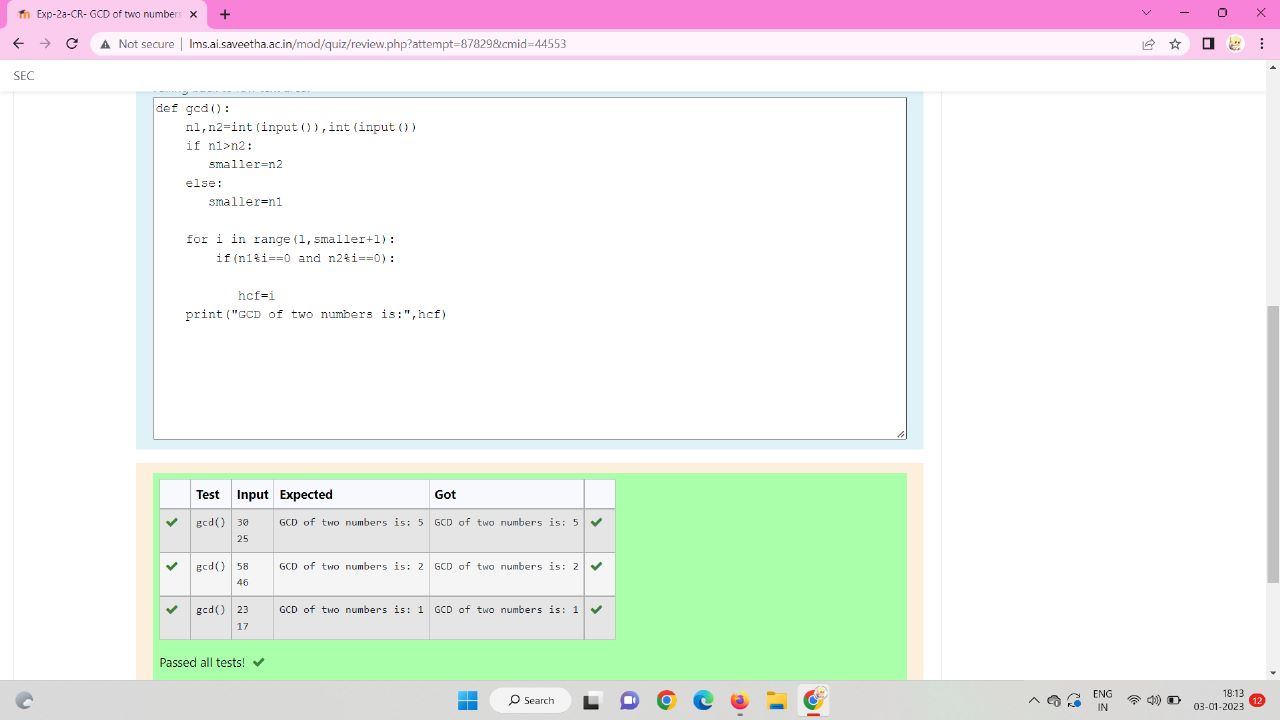 Exp-2a-CR- GCD of two number
Not secure | lms.ai.saveetha.ac.in/mod/quiz/review.php?attempt=87829&cmid=44553
SEC
def gcd():
    n1,n2=int(input()),int(input())
    if n1>n2:
       smaller=n2
    else:
       smaller=n1
    for i in range(1,smaller+1):
        if(n1%i==0 and n2%i==0):
           hcf=i
    print("GCD of two numbers is:",hcf)
Test Input Expected Got
gcd() 30 GCD of two numbers is: 5 GCD of two numbers is: 5
25
gcd() 58 GCD of two numbers is: 2 GCD of two numbers is: 2
46
gcd() 23 GCD of two numbers is: 1 GCD of two numbers is: 1
17
Passed all tests!
Search
ENG
IN
18:13
03-01-2023
12